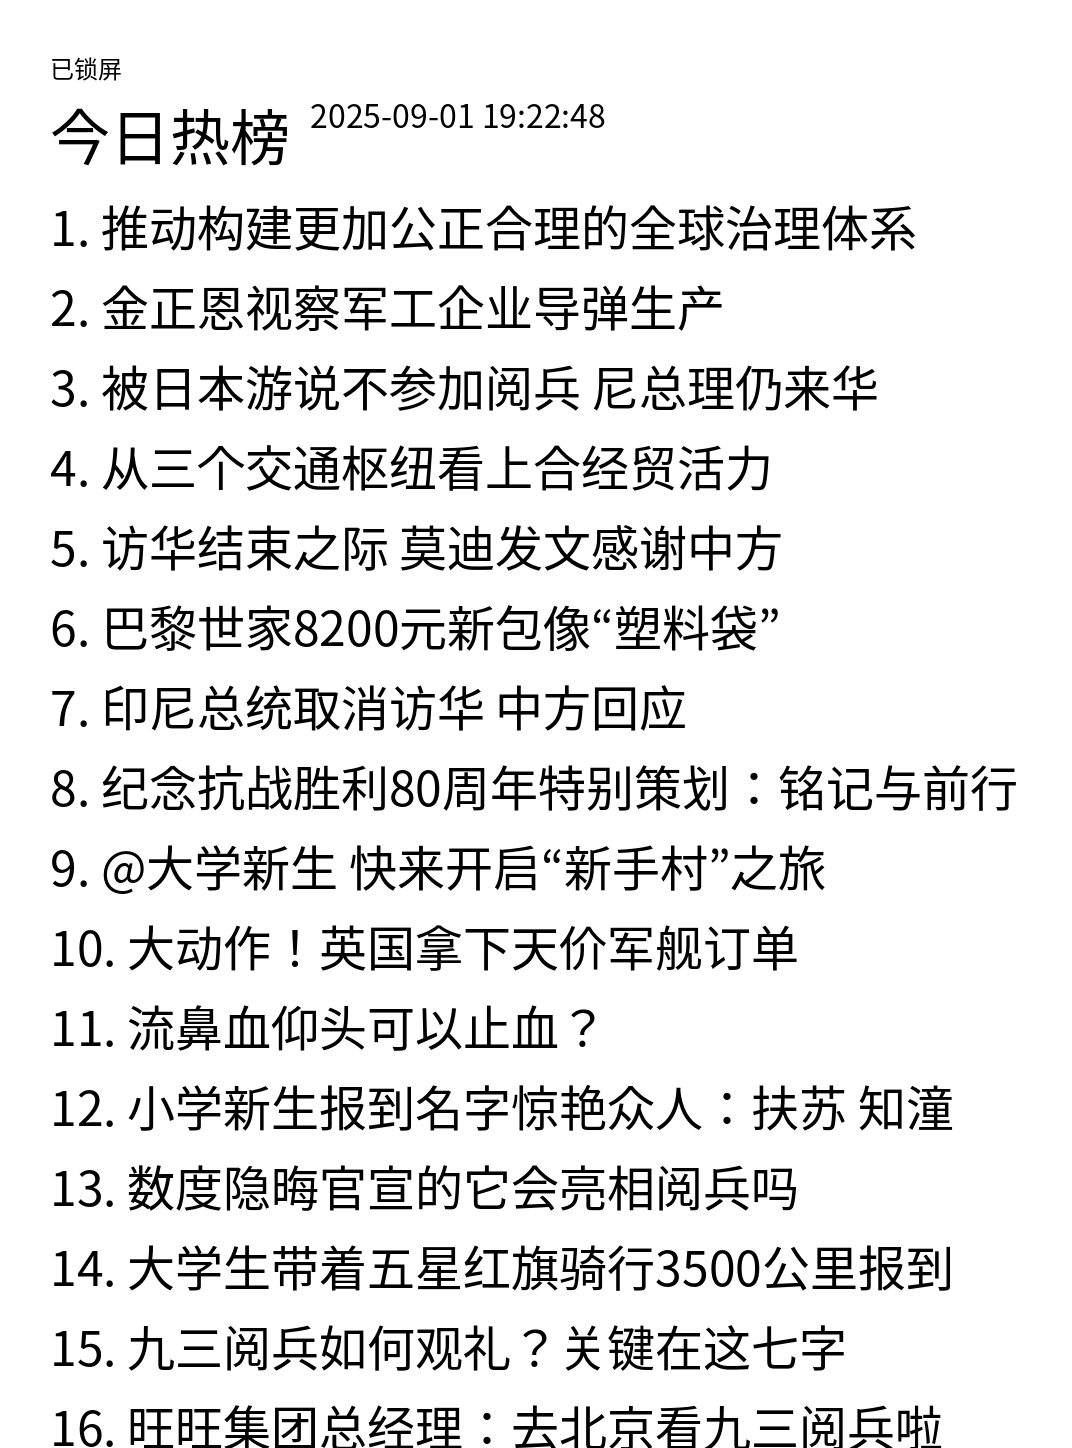 已锁屏
今日热榜 2025-09-01 19:22:48
1. 推动构建更加公正合理的全球治理体系
2. 金正恩视察军工企业导弹生产
3. 被日本游说不参加阅兵 尼总理仍来华
4. 从三个交通枢纽看上合经贸活力
5. 访华结束之际 莫迪发文感谢中方
6. 巴黎世家8200元新包像“塑料袋”
7. 印尼总统取消访华 中方回应
8. 纪念抗战胜利80周年特别策划：铭记与前行
9. @大学新生 快来开启“新手村”之旅
10. 大动作！英国拿下天价军舰订单
11. 流鼻血仰头可以止血？
12. 小学新生报到名字惊艳众人：扶苏 知潼
13. 数度隐晦官宣的它会亮相阅兵吗
14. 大学生带着五星红旗骑行3500公里报到
15. 九三阅兵如何观礼？关键在这七字
16. 旺旺集团总经理：去北京看九三阅兵啦